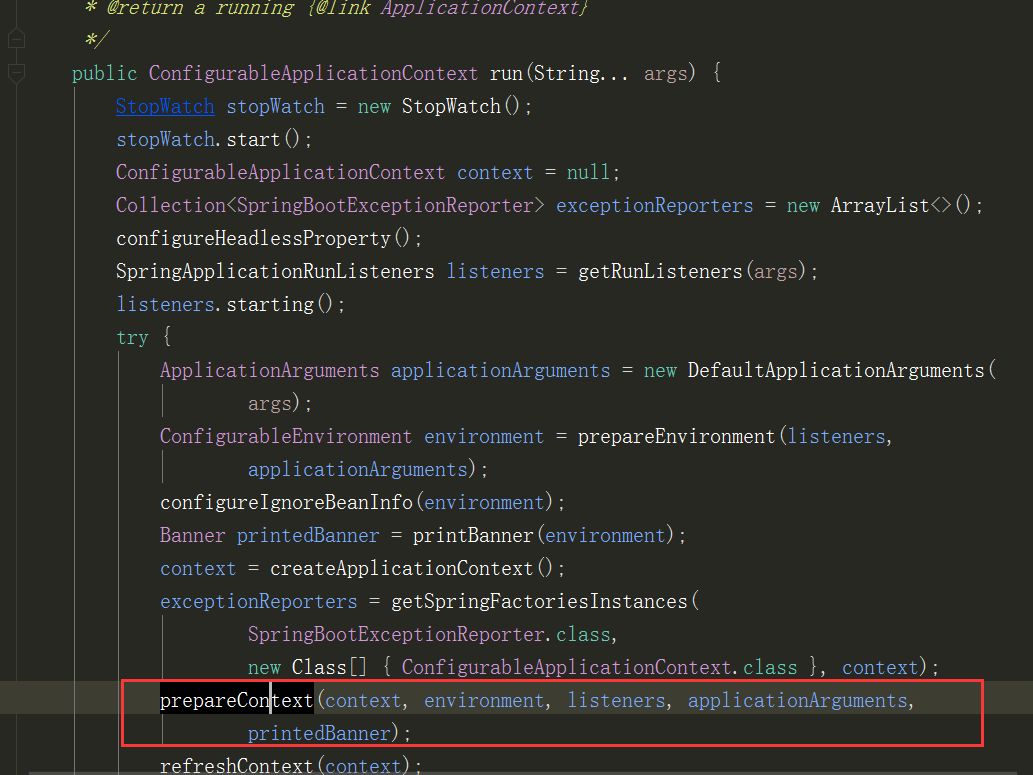 * @return a running {@link ApplicationContext}
*/
public ConfigurableApplicationContext run(String... args) {
StopWatch stopWatch = new StopWatch();
stopWatch.start();
ConfigurableApplicationContext context = null;
Collection<SpringBootExceptionReporter> exceptionReporters = new ArrayList<>();
configureHeadlessProperty();
SpringApplicationRunListeners listeners = getRunListeners(args);
listeners.starting();
try {
ApplicationArguments applicationArguments = new DefaultApplicationArguments(
args);
ConfigurableEnvironment environment = prepareEnvironment(listeners,
applicationArguments);
configureIgnoreBeanInfo(environment);
Banner printedBanner = printBanner(environment);
context = createApplicationContext();
exceptionReporters = getSpringFactoriesInstances(
SpringBootExceptionReporter.class,
new Class[] { ConfigurableApplicationContext.class }, context);
prepareContext(context, environment, listeners, applicationArguments,
printedBanner);
refreshContext(context);